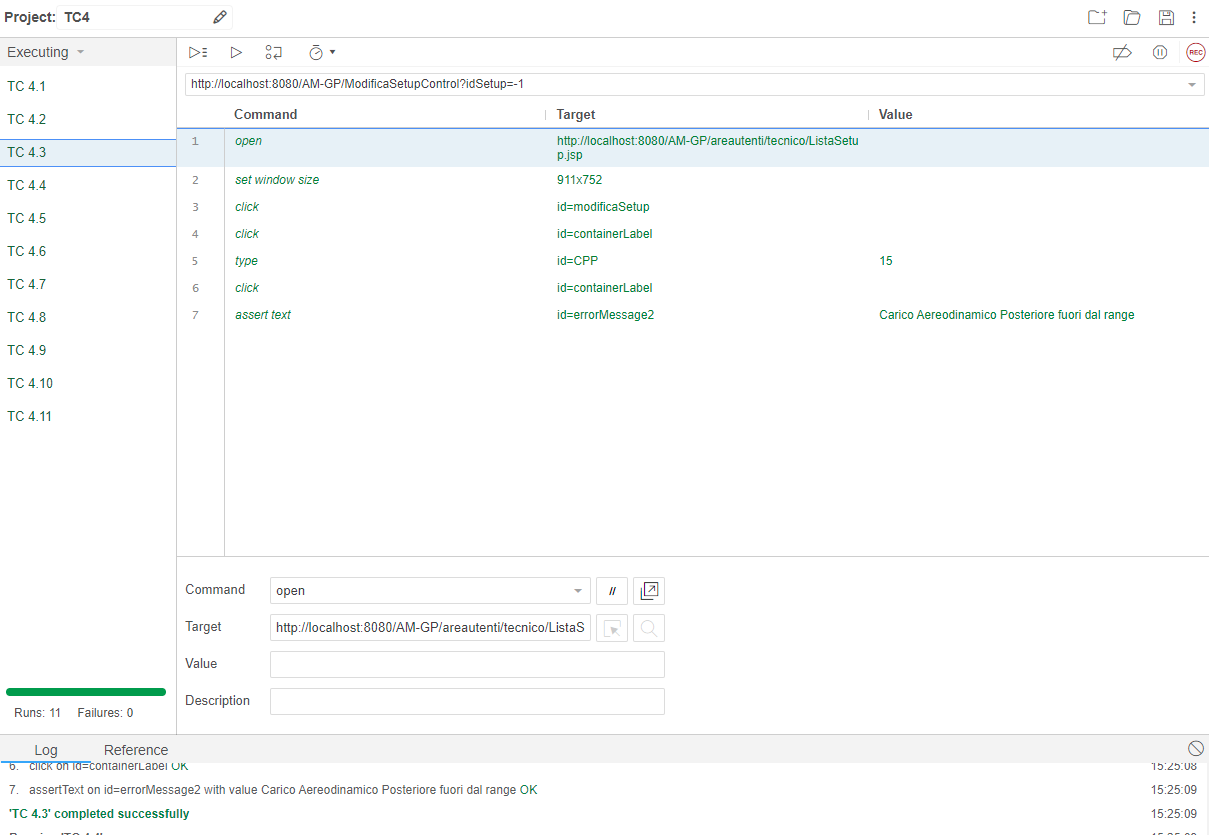 Project: TC4
Executing
REC
TC 4.1
TC 4.2
TC 4.3
TC 4.4
TC 4.5
TC 4.6
TC 4.7
TC 4.8
TC 4.9
TC 4.10
TC 4.11
Runs: 11 Failures: 0
http://localhost:8080/AM-GP/ModificaSetupControl?idSetup=-1
Command Target Value
1 open http://localhost:8080/AM-GP/areautenti/tecnico/ListaSetu
p.jsp
2 set window size 911x752
3 click id=modificaSetup
4 click id=containerLabel
5 type id=CPP 15
6 click id=containerLabel
7 assert text id=errorMessage2 Carico Aereodinamico Posteriore fuori dal range
Command open //
Target http://localhost:8080/AM-GP/areautenti/tecnico/ListaS
Value
Description
Log Reference
6. click on id=containerLabel OK 15:25:08
7. assertText on id=errorMessage2 with value Carico Aereodinamico Posteriore fuori dal range OK 15:25:09
'TC 4.3' completed successfully 15:25:09